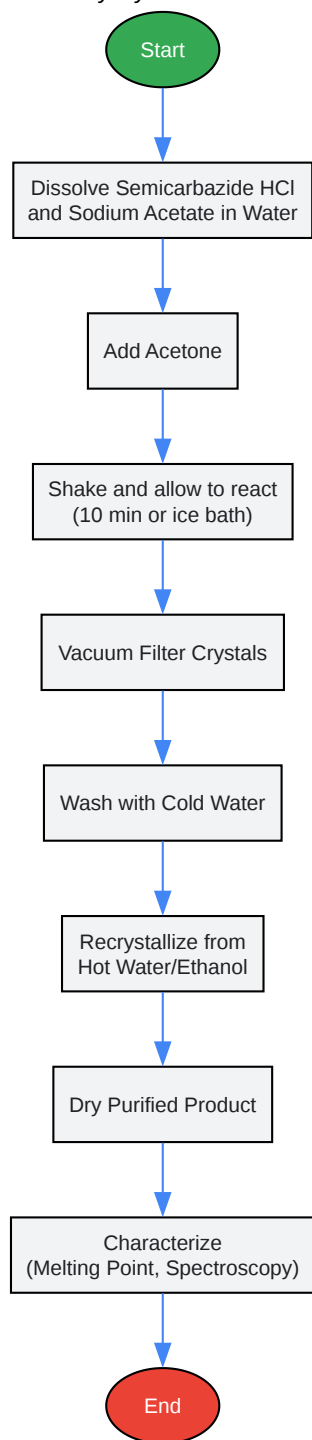 Start
Dissolve Semicarbazide HCl
and Sodium Acetate in Water
Add Acetone
Shake and allow to react
(10 min or ice bath)
Vacuum Filter Crystals
Wash with Cold Water
Recrystallize from
Hot Water/Ethanol
Dry Purified Product
Characterize
(Melting Point, Spectroscopy)
End